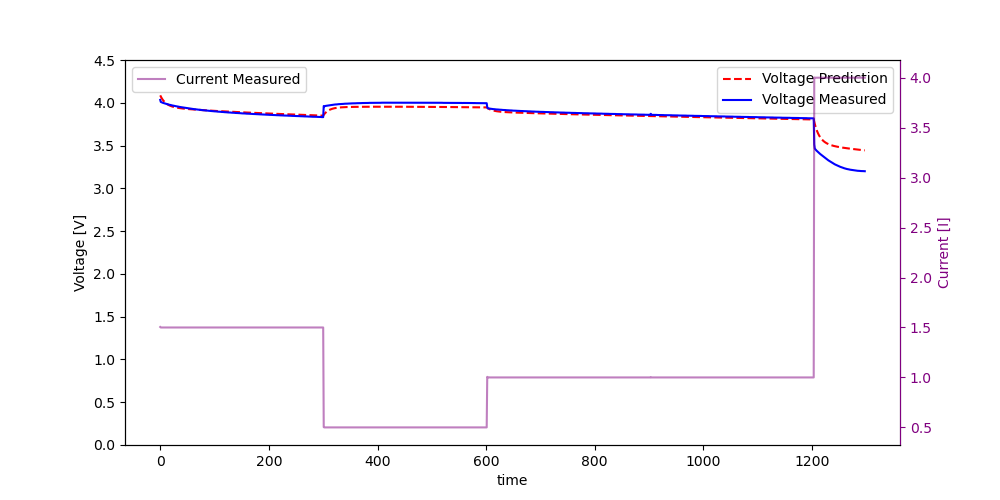 4.5
4.0
3.5
3.0
2.5
2.0
1.5
1.0
0.5
0.0
Voltage [V]
Current Measured
Voltage Prediction
Voltage Measured
4.0
3.5
3.0
2.5
2.0
1.5
1.0
0.5
Current [I]
0 200 400 600 800 1000 1200
time